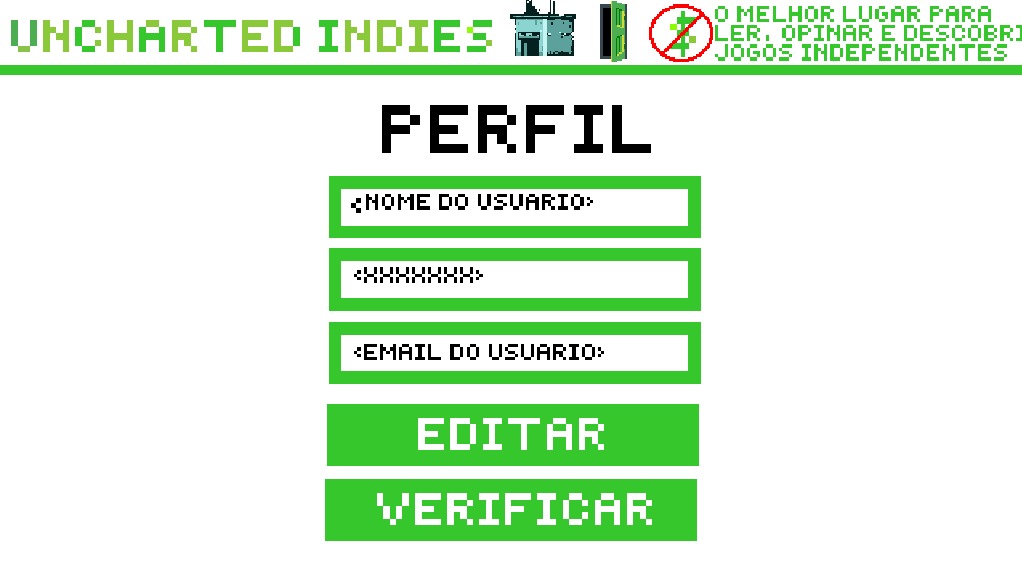 UNCHARTED INDIES
O MELHOR LUGAR PARA
LER, OPINAR E DESCOBRI
JOGOS INDEPENDENTES
PERFIL
<NOME DO USUARIO>
<XXXXXXX>
<EMAIL DO USUARIO>
EDITAR
VERIFICAR